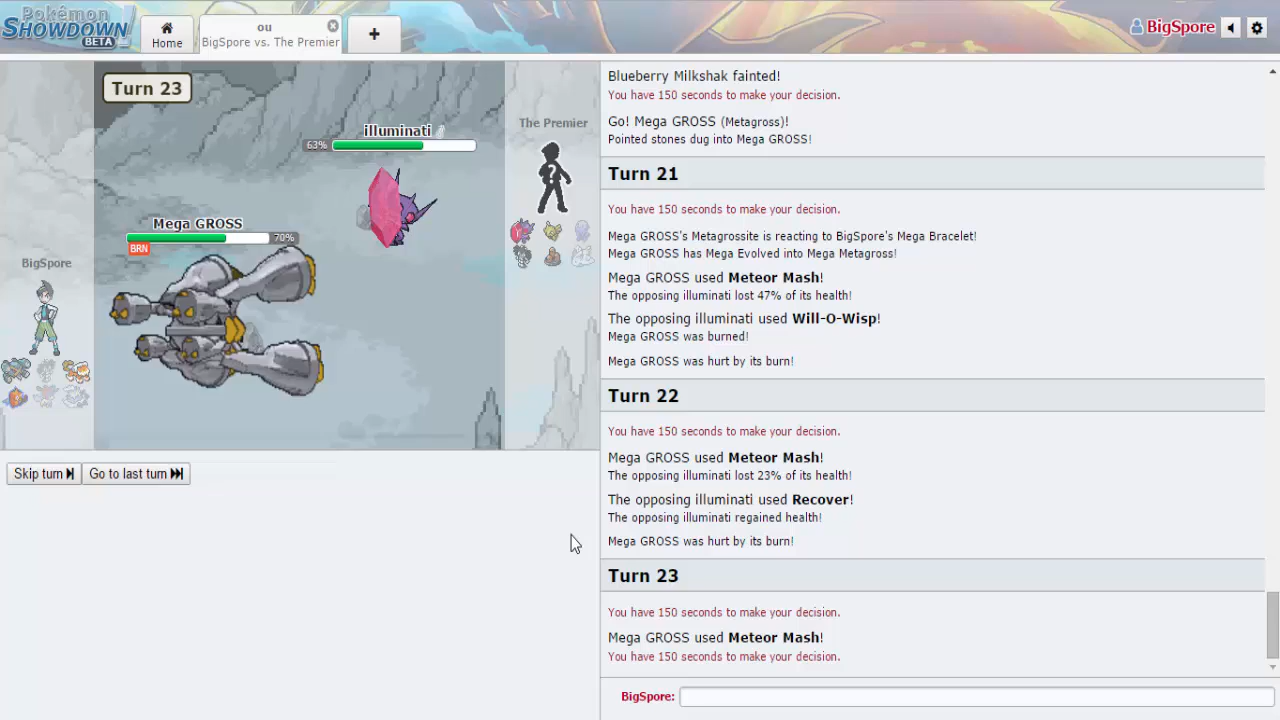 Pokémon
SHOWDOWN
BETA
Home
ou
BigSpore vs. The Premier
+
BigSpore
Turn 23
illuminati
63%
The Premier
Mega GROSS
70%
BRN
BigSpore
Skip turn
Go to last turn
Blueberry Milkshak fainted!
You have 150 seconds to make your decision.
Go! Mega GROSS (Metagross)!
Pointed stones dug into Mega GROSS!
Turn 21
You have 150 seconds to make your decision.
Mega GROSS's Metagrossite is reacting to BigSpore's Mega Bracelet!
Mega GROSS has Mega Evolved into Mega Metagross!
Mega GROSS used Meteor Mash!
The opposing illuminati lost 47% of its health!
The opposing illuminati used Will-O-Wisp!
Mega GROSS was burned!
Mega GROSS was hurt by its burn!
Turn 22
You have 150 seconds to make your decision.
Mega GROSS used Meteor Mash!
The opposing illuminati lost 23% of its health!
The opposing illuminati used Recover!
The opposing illuminati regained health!
Mega GROSS was hurt by its burn!
Turn 23
You have 150 seconds to make your decision.
Mega GROSS used Meteor Mash!
You have 150 seconds to make your decision.
BigSpore: